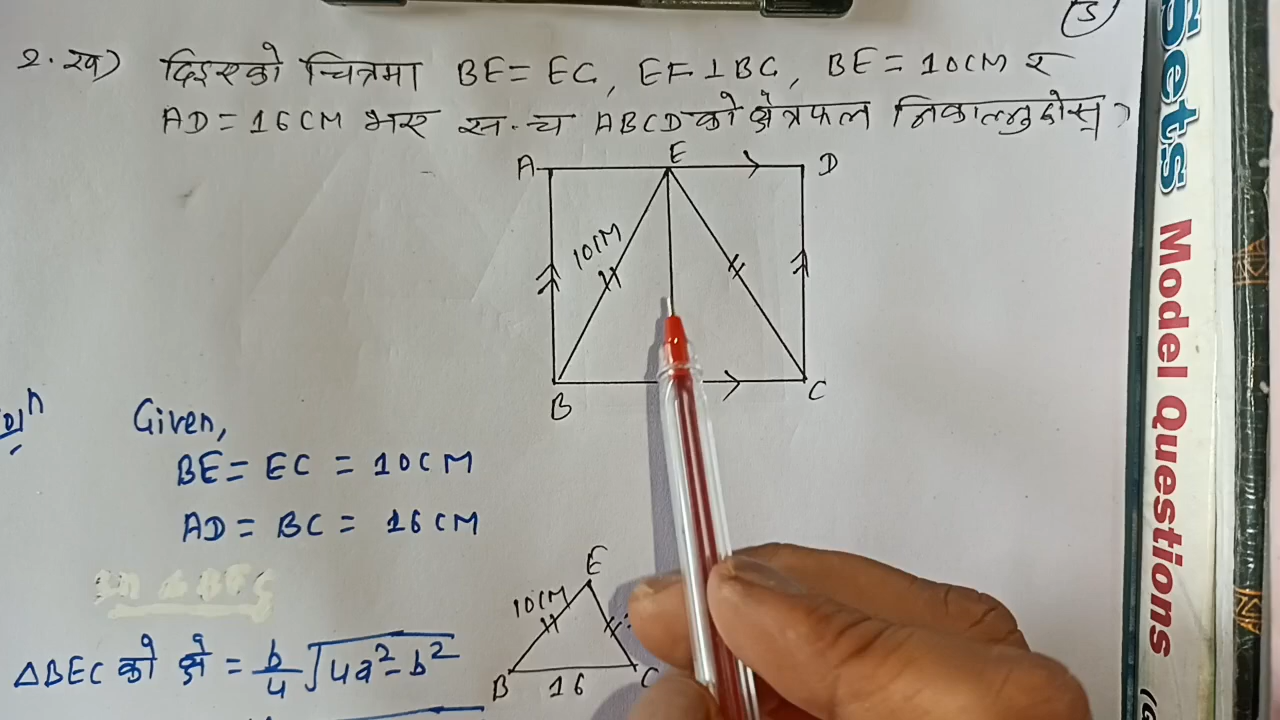 (5)
2. ख) दिइएको चित्रमा BE = EC, EF ⊥ BC, BE = 10CM र
AD = 16CM भए स.च ABCD को क्षेत्रफल निकाल्नुहोस्
A E D
10CM
B C
Given,
BE = EC = 10CM
AD = BC = 16CM
E
10CM
ΔBEC को क्षे = b/4 √4a² - b²
B 16 C
Sets Model Questions